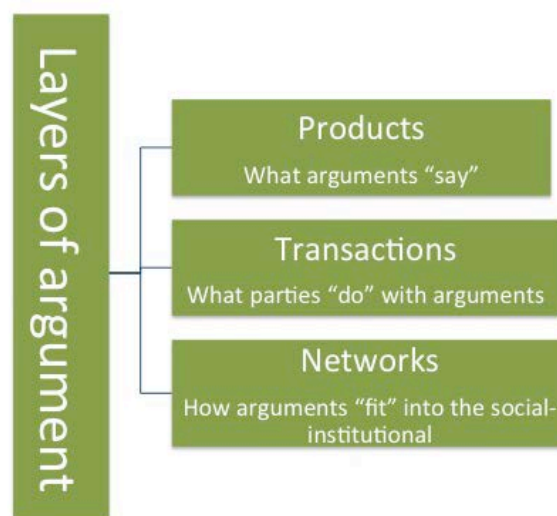 Layers of argument
Products
What arguments “say”
Transactions
What parties “do” with arguments
Networks
How arguments “fit” into the social-
institutional